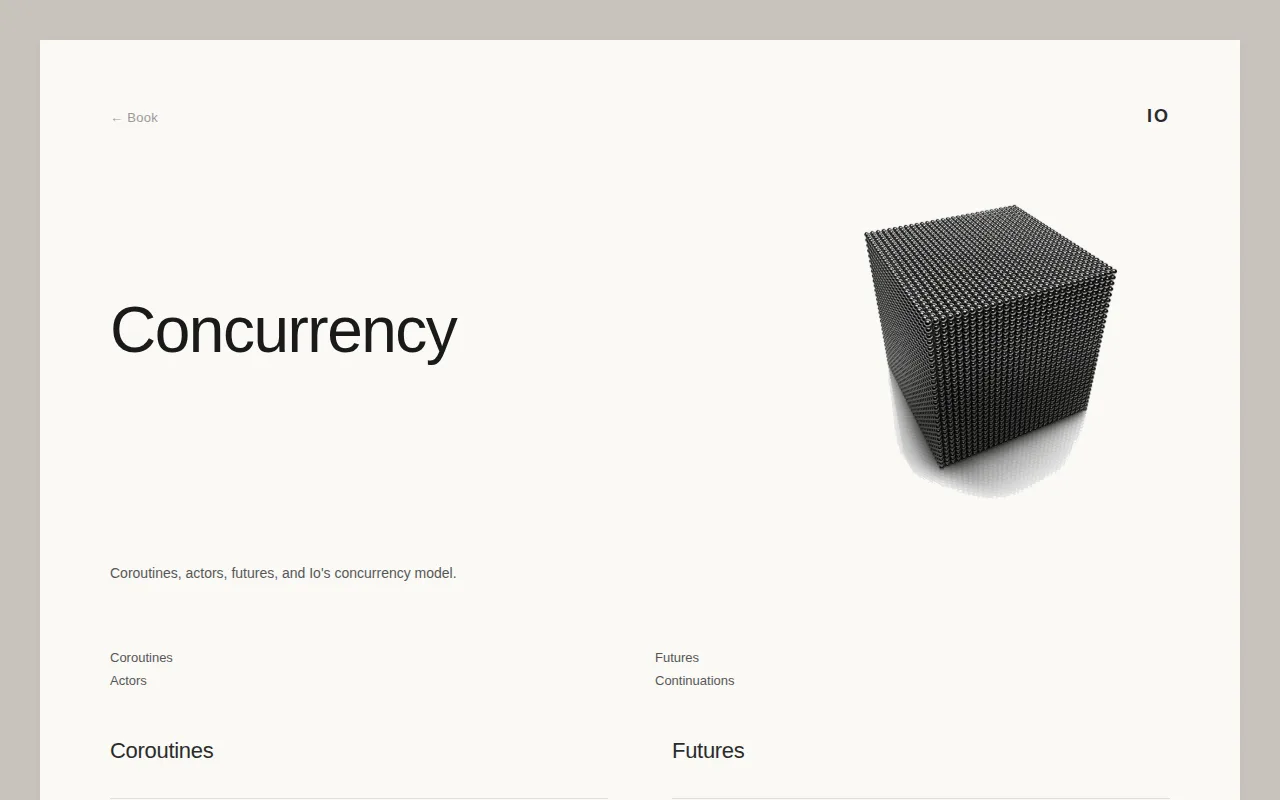 ← Book
IO
Concurrency
Coroutines, actors, futures, and Io's concurrency model.
Coroutines
Actors
Futures
Continuations
Coroutines
Futures